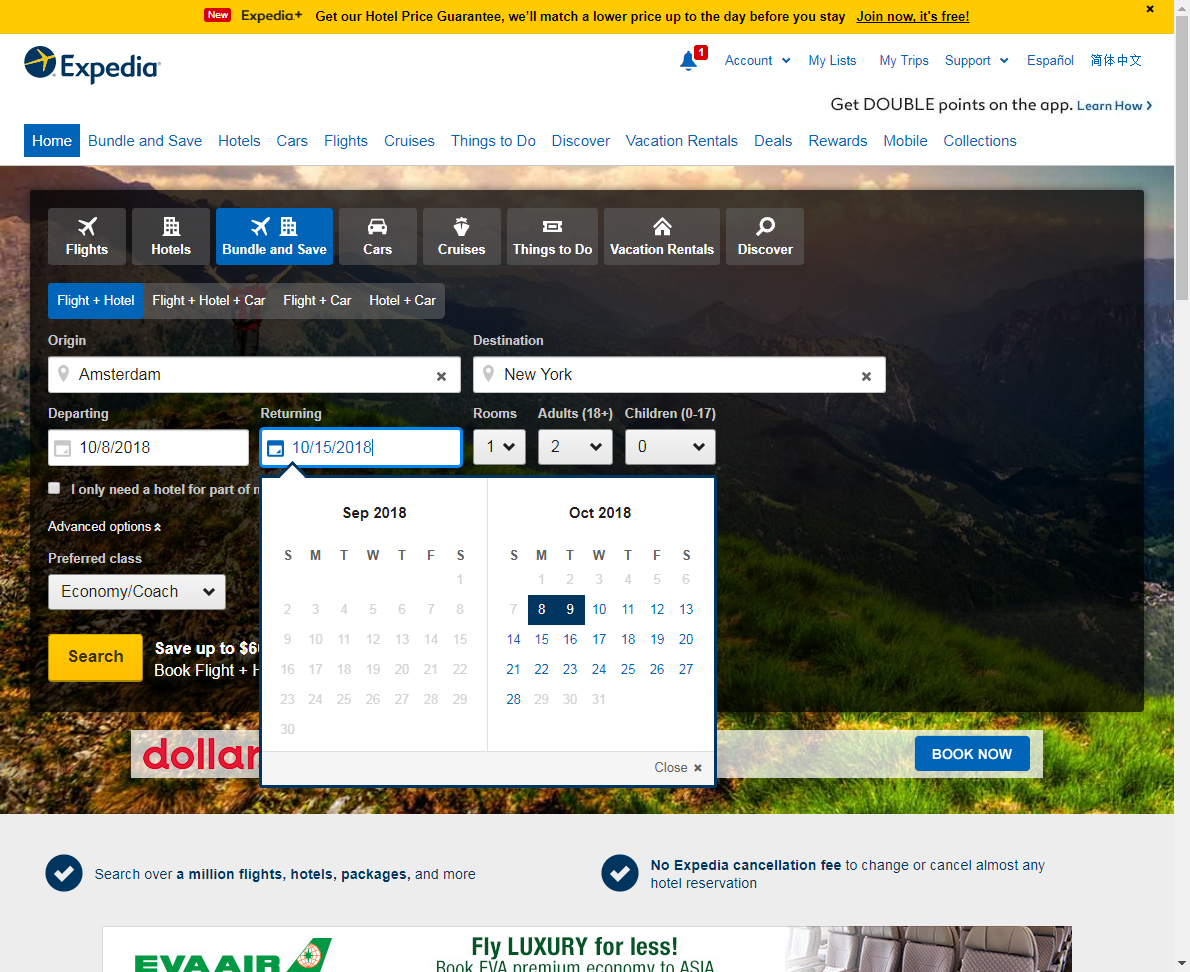 New Expedia+ Get our Hotel Price Guarantee, we'll match a lower price up to the day before you stay Join now, it's free!
Expedia
1 Account My Lists My Trips Support Español 简体中文
Get DOUBLE points on the app. Learn How
Home Bundle and Save Hotels Cars Flights Cruises Things to Do Discover Vacation Rentals Deals Rewards Mobile Collections
Flights Hotels Bundle and Save Cars Cruises Things to Do Vacation Rentals Discover
Flight + Hotel Flight + Hotel + Car Flight + Car Hotel + Car
Origin Destination
Amsterdam New York
Departing Returning Rooms Adults (18+) Children (0-17)
10/8/2018 10/15/2018 1 2 0
I only need a hotel for part of
Advanced options
Preferred class
Economy/Coach
Search
Save up to
Book Flight +
Sep 2018 Oct 2018
S M T W T F S S M T W T F S
1 1 2 3 4 5 6
2 3 4 5 6 7 8 7 8 9 10 11 12 13
9 10 11 12 13 14 15 14 15 16 17 18 19 20
16 17 18 19 20 21 22 21 22 23 24 25 26 27
23 24 25 26 27 28 29 28 29 30 31
30
Close
dollar BOOK NOW
Search over a million flights, hotels, packages, and more
No Expedia cancellation fee to change or cancel almost any
hotel reservation
EVA AIR
Fly LUXURY for less!
Book EVA premium economy to ASIA